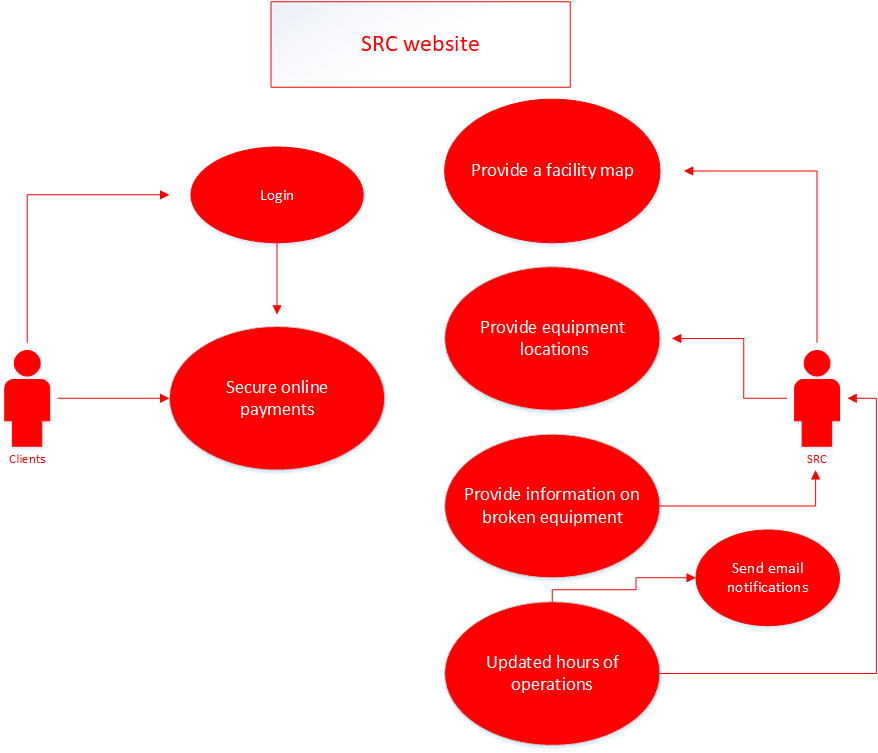 SRC website
Login
Secure online
payments
Clients
Provide a facility map
Provide equipment
locations
Provide information on
broken equipment
SRC
Send email
notifications
Updated hours of
operations